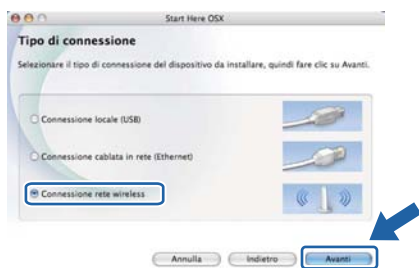 Start Here OSX
Tipo di connessione
Selezionare il tipo di connessione del dispositivo da installare, quindi fare clic su Avanti.
Connessione locale (USB)
Connessione cablata in rete (Ethernet)
Connessione rete wireless
Annulla Indietro Avanti